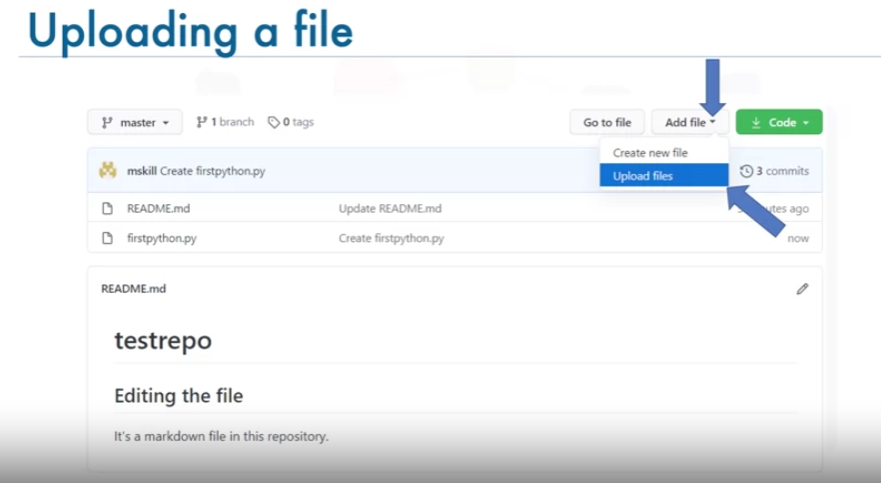 Uploading a file
master 1 branch 0 tags Go to file Add file Code
Create new file
Upload files
mskill Create firstpython.py 3 commits
README.md Update README.md ago
firstpython.py Create firstpython.py now
README.md
testrepo
Editing the file
It's a markdown file in this repository.